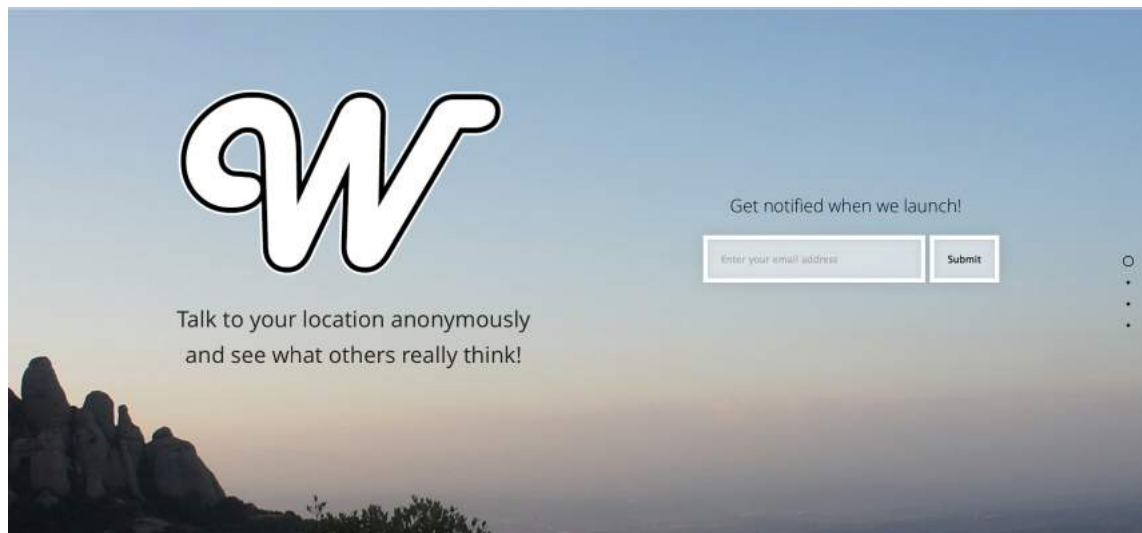 W
Talk to your location anonymously
and see what others really think!
Get notified when we launch!
Enter your email address
Submit